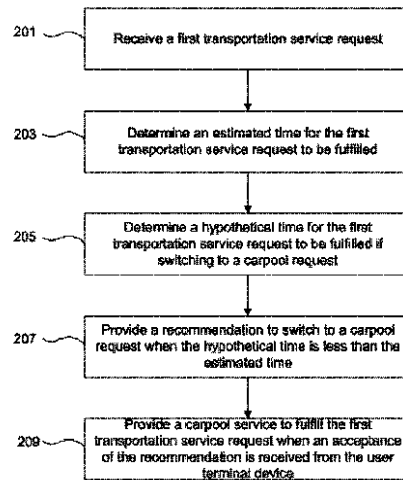 201
Receive a first transportation service request
203
Determine an estimated time for the first
transportation service request to be fulfilled
205
Determine a hypothetical time for the first
transportation service request to be fulfilled if
switching to a carpool request
207
Provide a recommendation to switch to a carpool
request when the hypothetical time is less than the
estimated time
209
Provide a carpool service to fulfill the first
transportation service request when an acceptance
of the recommendation is received from the user
terminal device